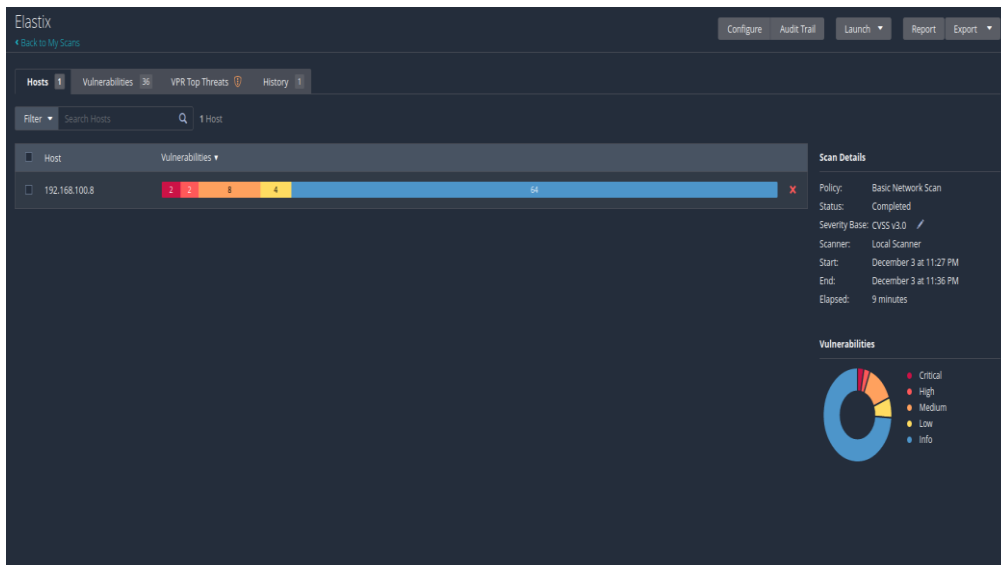 Elastix
Back to My Scans
Configure Audit Trail Launch Report Export
Hosts 1 Vulnerabilities 36 VPR Top Threats History 1
Filter Search Hosts 1 Host
Host Vulnerabilities
192.168.100.8 2 2 8 4 64
Scan Details
Policy: Basic Network Scan
Status: Completed
Severity Base: CVSS v3.0
Scanner: Local Scanner
Start: December 3 at 11:27 PM
End: December 3 at 11:36 PM
Elapsed: 9 minutes
Vulnerabilities
Critical
High
Medium
Low
Info